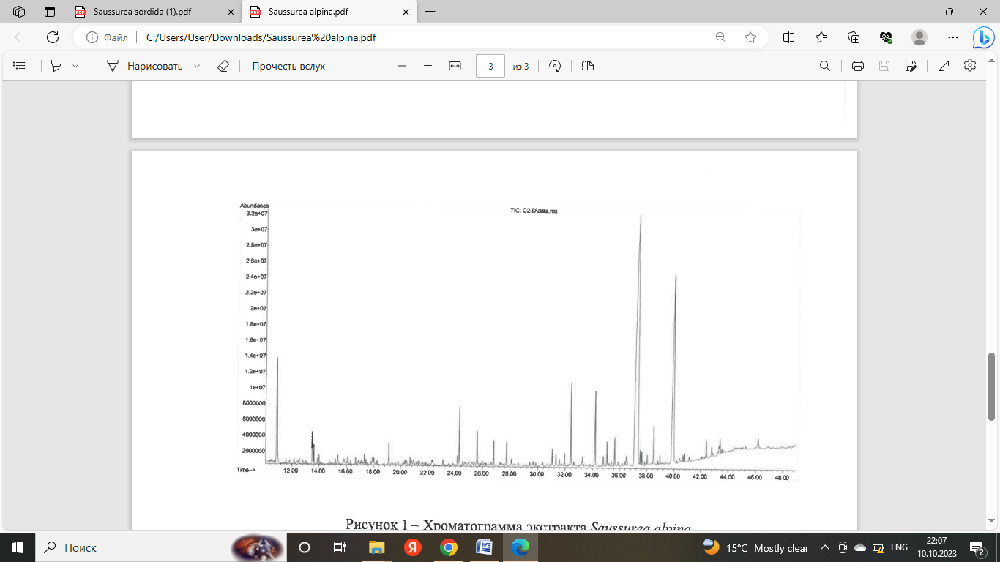 Saussurea sordida (1).pdf
Saussurea alpina.pdf
Файл
C:/Users/User/Downloads/Saussurea%20alpina.pdf
Нарисовать
Прочесть вслух
3
из 3
Abundance
TIC: C2.D\data.ms
3.2e+07
3e+07
2.8e+07
2.6e+07
2.4e+07
2.2e+07
2e+07
1.8e+07
1.6e+07
1.4e+07
1.2e+07
1e+07
8000000
6000000
4000000
2000000
Time-->
12.00 14.00 16.00 18.00 20.00 22.00 24.00 26.00 28.00 30.00 32.00 34.00 36.00 38.00 40.00 42.00 44.00 46.00 48.00
Рисунок 1 – Хроматограмма экстракта Saussurea alpina
Поиск
15°C Mostly clear
ENG
22:07
10.10.2023
2